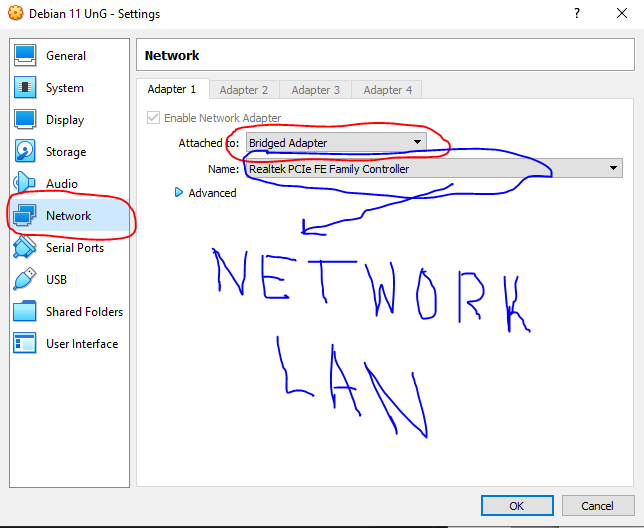 Debian 11 UnG - Settings
? ×
General
System
Display
Storage
Audio
Network
Serial Ports
USB
Shared Folders
User Interface
Network
Adapter 1 Adapter 2 Adapter 3 Adapter 4
Enable Network Adapter
Attached to: Bridged Adapter
Name: Realtek PCIe FE Family Controller
Advanced
NETWORK
LAN
OK Cancel